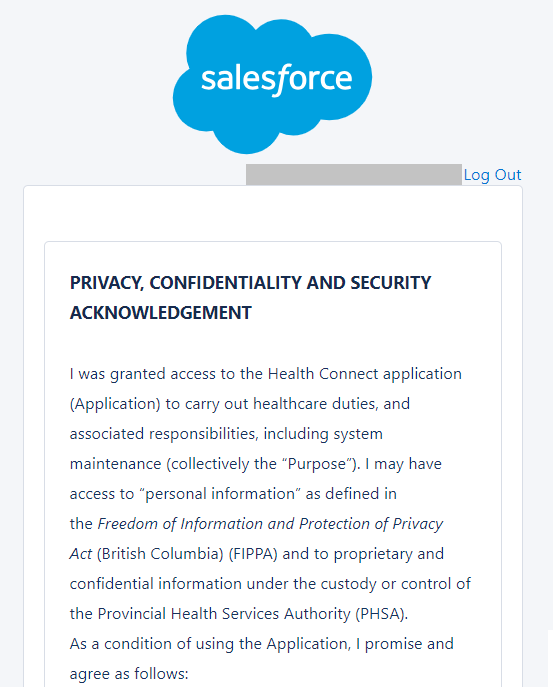 salesforce
Log Out
PRIVACY, CONFIDENTIALITY AND SECURITY
ACKNOWLEDGEMENT
I was granted access to the Health Connect application
(Application) to carry out healthcare duties, and
associated responsibilities, including system
maintenance (collectively the “Purpose”). I may have
access to “personal information” as defined in
the Freedom of Information and Protection of Privacy
Act (British Columbia) (FIPPA) and to proprietary and
confidential information under the custody or control of
the Provincial Health Services Authority (PHSA).
As a condition of using the Application, I promise and
agree as follows: